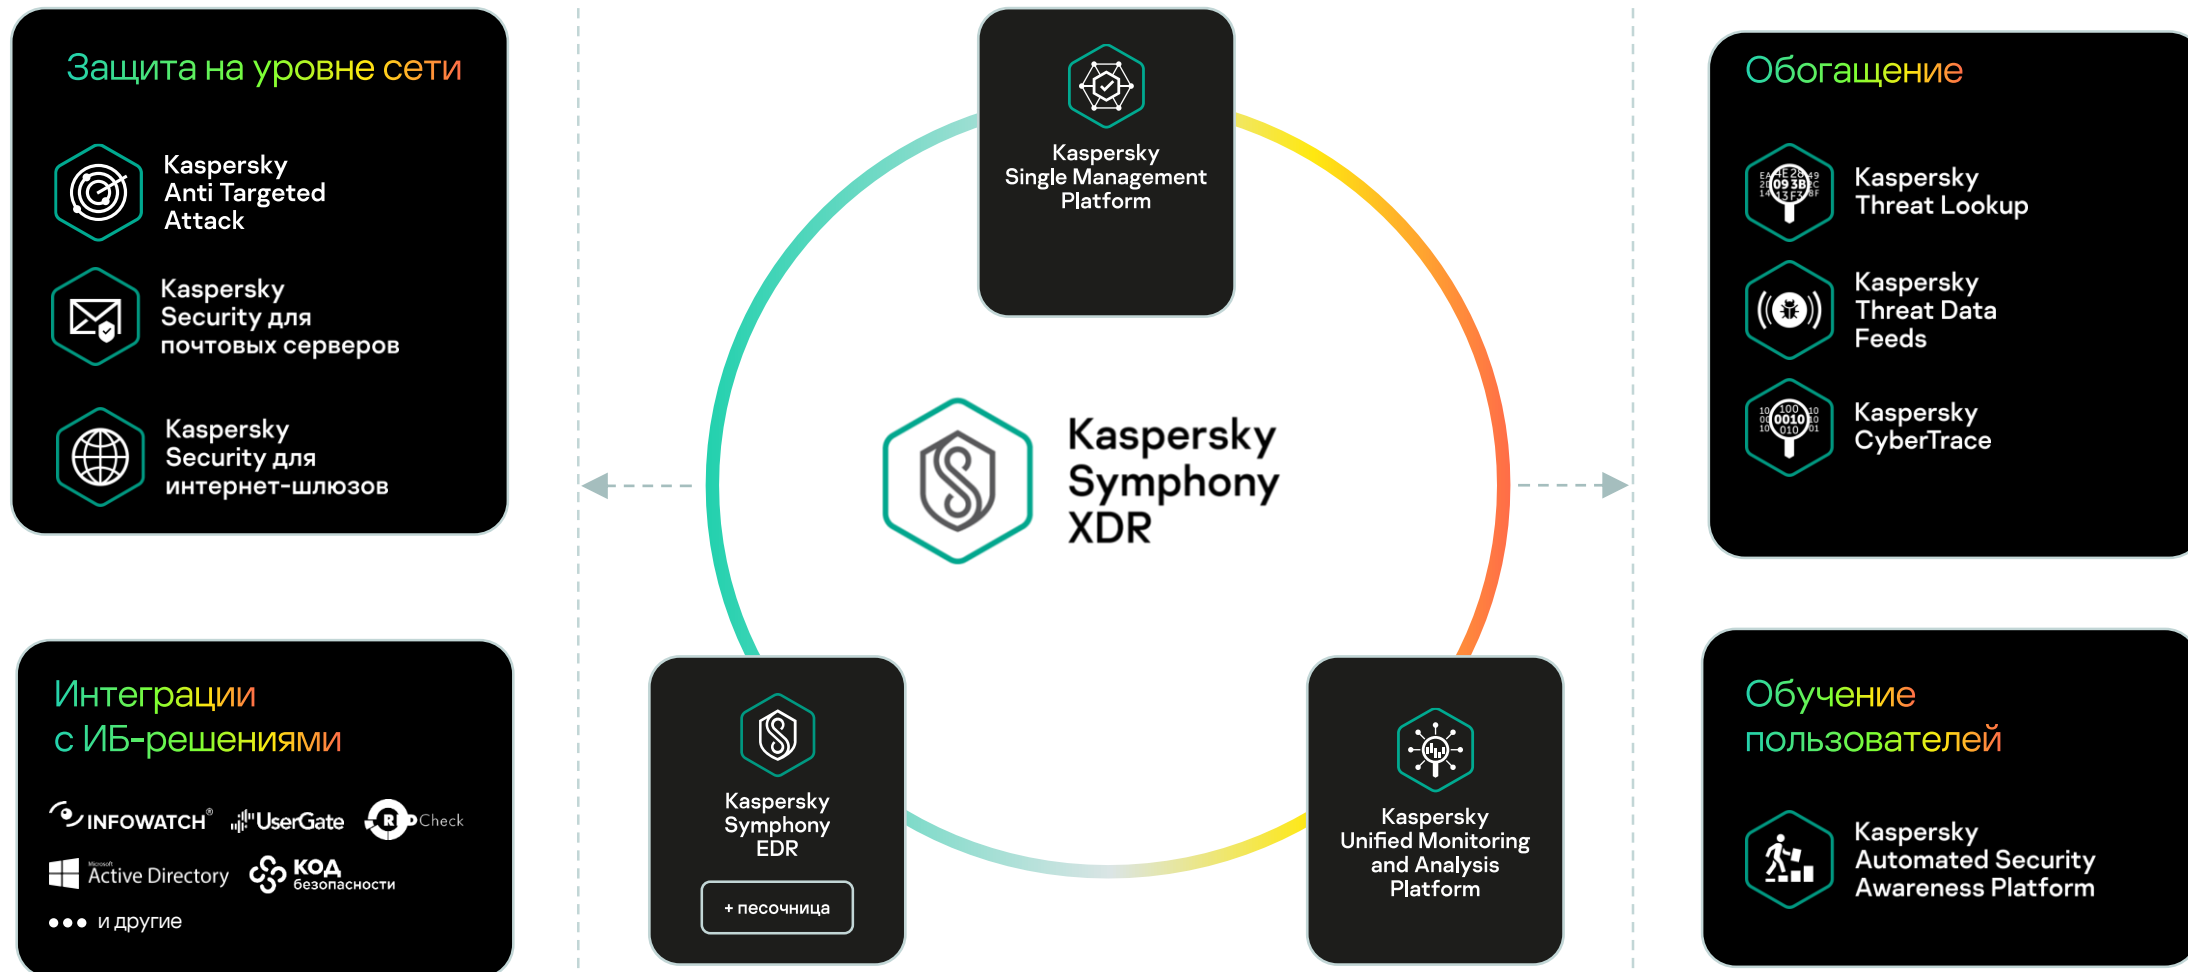 Защита на уровне сети
Kaspersky
Anti Targeted
Attack
Kaspersky
Security для
почтовых серверов
Kaspersky
Security для
интернет-шлюзов
Интеграции
с ИБ-решениями
INFOWATCH®
UserGate
RedCheck
Microsoft
Active Directory
КОД
безопасности
и другие
Kaspersky
Single Management
Platform
Kaspersky
Symphony
XDR
Kaspersky
Symphony
EDR
+ песочница
Kaspersky
Unified Monitoring
and Analysis
Platform
Обогащение
Kaspersky
Threat Lookup
Kaspersky
Threat Data
Feeds
Kaspersky
CyberTrace
Обучение
пользователей
Kaspersky
Automated Security
Awareness Platform